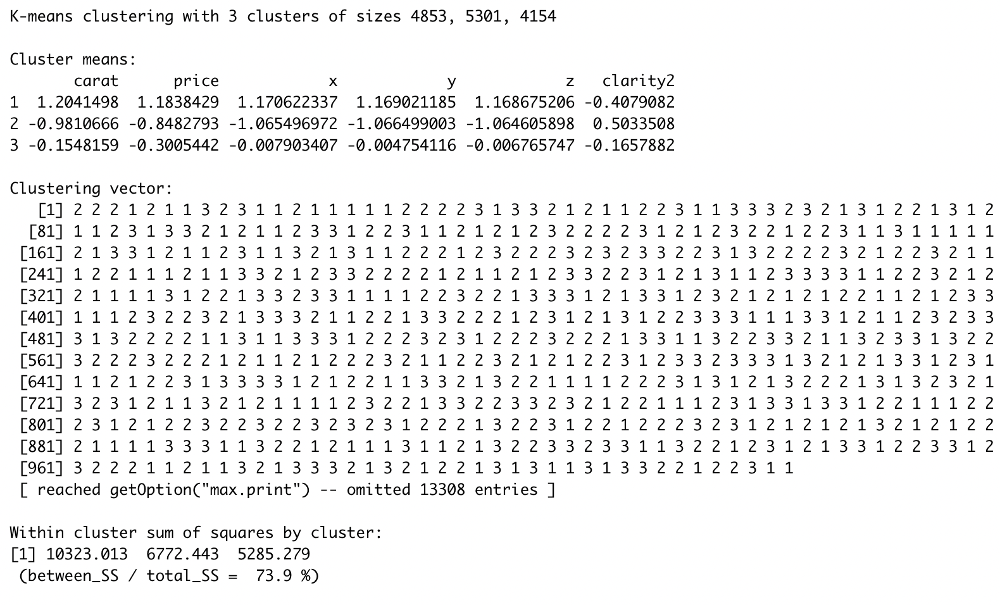 K-means clustering with 3 clusters of sizes 4853, 5301, 4154
Cluster means:
       carat      price            x            y            z   clarity2
1  1.2041498  1.1838429  1.170622337  1.169021185  1.168675206 -0.4079082
2 -0.9810666 -0.8482793 -1.065496972 -1.066499003 -1.064605898  0.5033508
3 -0.1548159 -0.3005442 -0.007903407 -0.004754116 -0.006765747 -0.1657882
Clustering vector:
   [1] 2 2 2 1 2 1 1 3 2 3 1 1 2 1 1 1 1 1 2 2 2 2 3 1 3 3 2 1 2 1 1 2 2 3 1 1 3 3 3 2 3 2 1 3 1 2 2 1 3 1 2
  [81] 1 1 2 3 1 3 3 2 1 2 1 1 2 3 3 1 2 2 3 1 1 2 1 2 1 2 3 2 2 2 2 3 1 2 1 2 3 2 2 1 2 2 3 1 1 3 1 1 1 1 1
 [161] 2 1 3 3 1 2 1 1 2 3 1 1 3 2 1 3 1 1 2 2 2 1 2 3 2 2 2 3 2 3 2 3 3 2 2 3 1 3 2 2 2 2 3 2 1 2 2 3 2 1 1
 [241] 1 2 2 1 1 1 2 1 1 3 3 2 1 2 3 3 2 2 2 2 1 2 1 1 2 1 2 3 3 2 2 3 1 2 1 3 1 1 2 3 3 3 3 1 1 2 2 3 2 1 2
 [321] 2 1 1 1 1 3 1 2 2 1 3 3 2 3 3 1 1 1 1 2 2 3 2 2 1 3 3 3 1 2 1 3 3 1 2 3 2 1 2 1 2 1 2 2 1 1 2 1 2 3 3
 [401] 1 1 1 2 3 2 2 3 2 1 3 3 3 2 1 1 2 2 1 3 3 2 2 2 1 2 3 1 2 1 3 1 2 2 3 3 3 1 1 1 3 3 1 2 1 1 2 3 2 3 3
 [481] 3 1 3 2 2 2 2 1 1 3 1 1 3 3 3 1 2 2 2 3 2 3 1 2 2 2 3 2 2 2 1 3 3 1 1 3 2 2 3 3 2 1 1 3 2 3 3 1 3 2 2
 [561] 3 2 2 2 3 2 2 2 1 2 1 1 2 1 2 2 2 3 2 1 1 2 2 3 2 1 2 1 2 2 3 1 2 3 3 2 3 3 3 1 3 2 1 2 1 3 3 1 2 3 1
 [641] 1 1 2 1 2 2 3 1 3 3 3 3 1 2 1 2 2 1 1 3 3 2 1 3 2 2 1 1 1 1 2 2 2 3 1 3 1 2 1 3 2 2 2 1 3 1 3 2 3 2 1
 [721] 3 2 3 1 2 1 1 3 2 1 2 1 1 1 1 2 3 2 2 1 3 3 2 2 3 3 2 3 2 1 2 2 1 1 1 2 3 1 3 3 1 3 3 1 2 2 1 1 1 2 2
 [801] 2 3 1 2 1 2 2 3 2 2 3 2 2 3 2 3 2 3 1 2 2 2 1 3 2 2 3 1 2 2 1 2 2 2 3 2 3 1 2 1 2 1 2 1 3 2 1 2 1 2 2
 [881] 2 1 1 1 1 3 3 3 1 1 3 2 2 1 2 1 1 1 3 1 1 2 1 3 2 2 3 3 2 3 3 1 1 3 2 2 1 2 3 1 2 1 3 3 1 2 2 3 3 1 2
 [961] 3 2 2 2 1 1 2 1 1 3 2 1 3 3 3 2 1 3 2 1 2 2 1 3 1 3 1 1 3 1 3 3 2 2 1 2 2 3 1 1
 [ reached getOption("max.print") -- omitted 13308 entries ]
Within cluster sum of squares by cluster:
[1] 10323.013  6772.443  5285.279
 (between_SS / total_SS =  73.9 %)